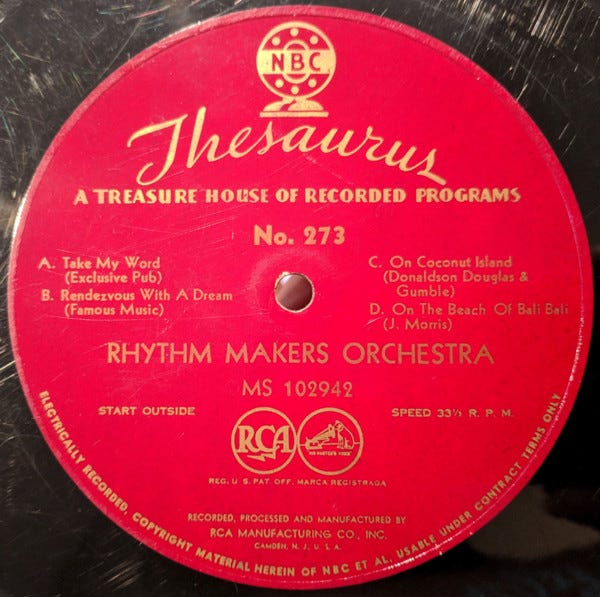 NBC
Thesaurus
A TREASURE HOUSE OF RECORDED PROGRAMS
No. 273
A. Take My Word
(Exclusive Pub)
B. Rendezvous With A Dream
(Famous Music)
C. On Coconut Island
(Donaldson Douglas &
Gumble)
D. On The Beach Of Bali Bali
(J. Morris)
RHYTHM MAKERS ORCHESTRA
MS 102942
START OUTSIDE
SPEED 33⅓ R. P. M.
RCA
HIS MASTER'S VOICE
REG. U. S. PAT. OFF. MARCA REGISTRADA
RECORDED, PROCESSED AND MANUFACTURED BY
RCA MANUFACTURING CO., INC.
CAMDEN, N. J., U. S. A.
ELECTRICALLY RECORDED, COPYRIGHT MATERIAL HEREIN OF NBC ET AL, USABLE UNDER CONTRACT TERMS ONLY